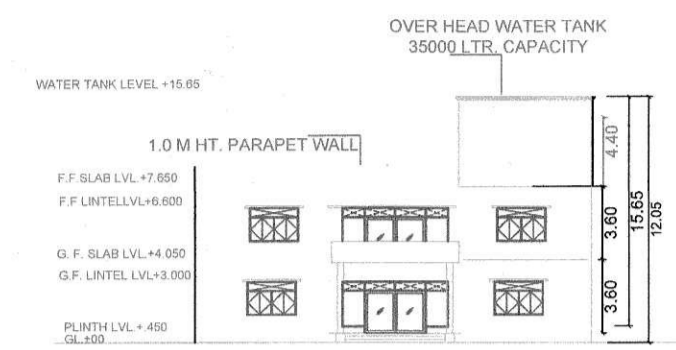 OVER HEAD WATER TANK
35000 LTR. CAPACITY
WATER TANK LEVEL +15.65
1.0 M HT. PARAPET WALL
4.40
F.F.SLAB LVL.+7.650
F.F LINTELLVL+6.600
3.60
15.65
12.05
G. F. SLAB LVL.+4.050
G.F. LINTEL LVL+3.000
3.60
PLINTH LVL +.450
GL.±00